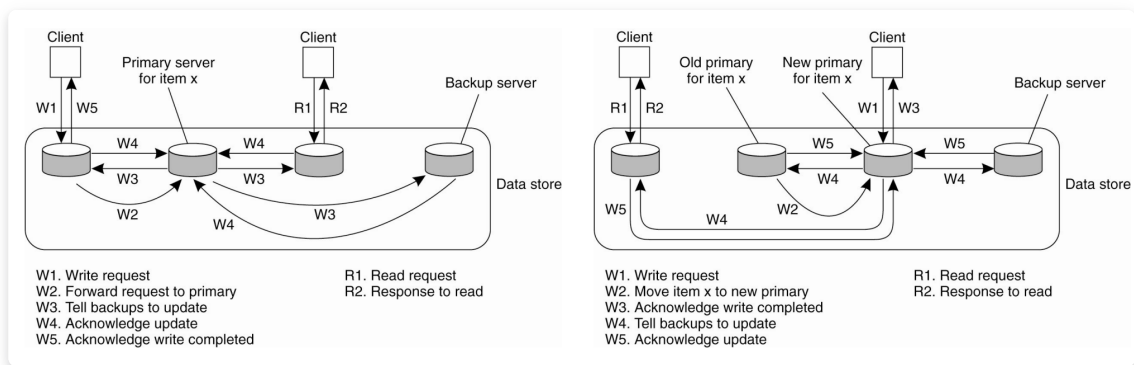 Client
Client
Primary server
for item x
Backup server
W1
W5
R1
R2
W4
W4
W3
W3
Data store
W2
W3
W4
W1. Write request
W2. Forward request to primary
W3. Tell backups to update
W4. Acknowledge update
W5. Acknowledge write completed
R1. Read request
R2. Response to read
Client
Client
Old primary
for item x
New primary
for item x
Backup server
R1
R2
W1
W3
W5
W5
W4
W4
Data store
W5
W2
W4
W1. Write request
W2. Move item x to new primary
W3. Acknowledge write completed
W4. Tell backups to update
W5. Acknowledge update
R1. Read request
R2. Response to read